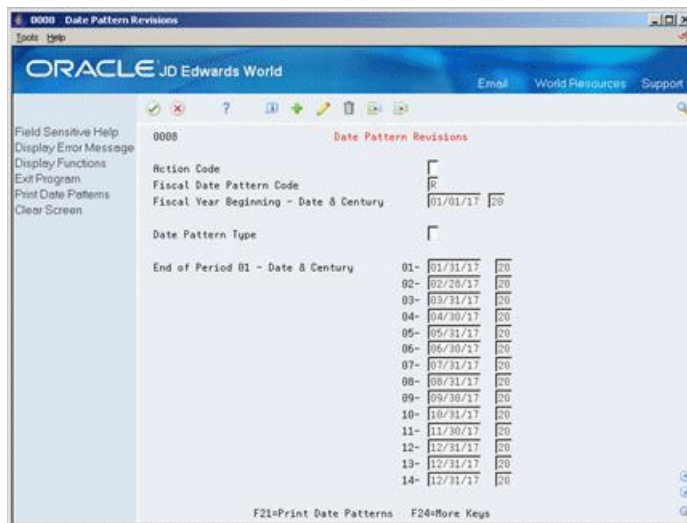 0008 Date Pattern Revisions
Tools Help
ORACLE JD Edwards World
Email World Resources Support
Field Sensitive Help
Display Error Message
Display Functions
Exit Program
Print Date Patterns
Clear Screen
0008 Date Pattern Revisions
Action Code
Fiscal Date Pattern Code R
Fiscal Year Beginning - Date & Century 01/01/17 20
Date Pattern Type
End of Period 01 - Date & Century 01- 01/31/17 20
02- 02/28/17 20
03- 03/31/17 20
04- 04/30/17 20
05- 05/31/17 20
06- 06/30/17 20
07- 07/31/17 20
08- 08/31/17 20
09- 09/30/17 20
10- 10/31/17 20
11- 11/30/17 20
12- 12/31/17 20
13- 12/31/17 20
14- 12/31/17 20
F21=Print Date Patterns F24=More Keys